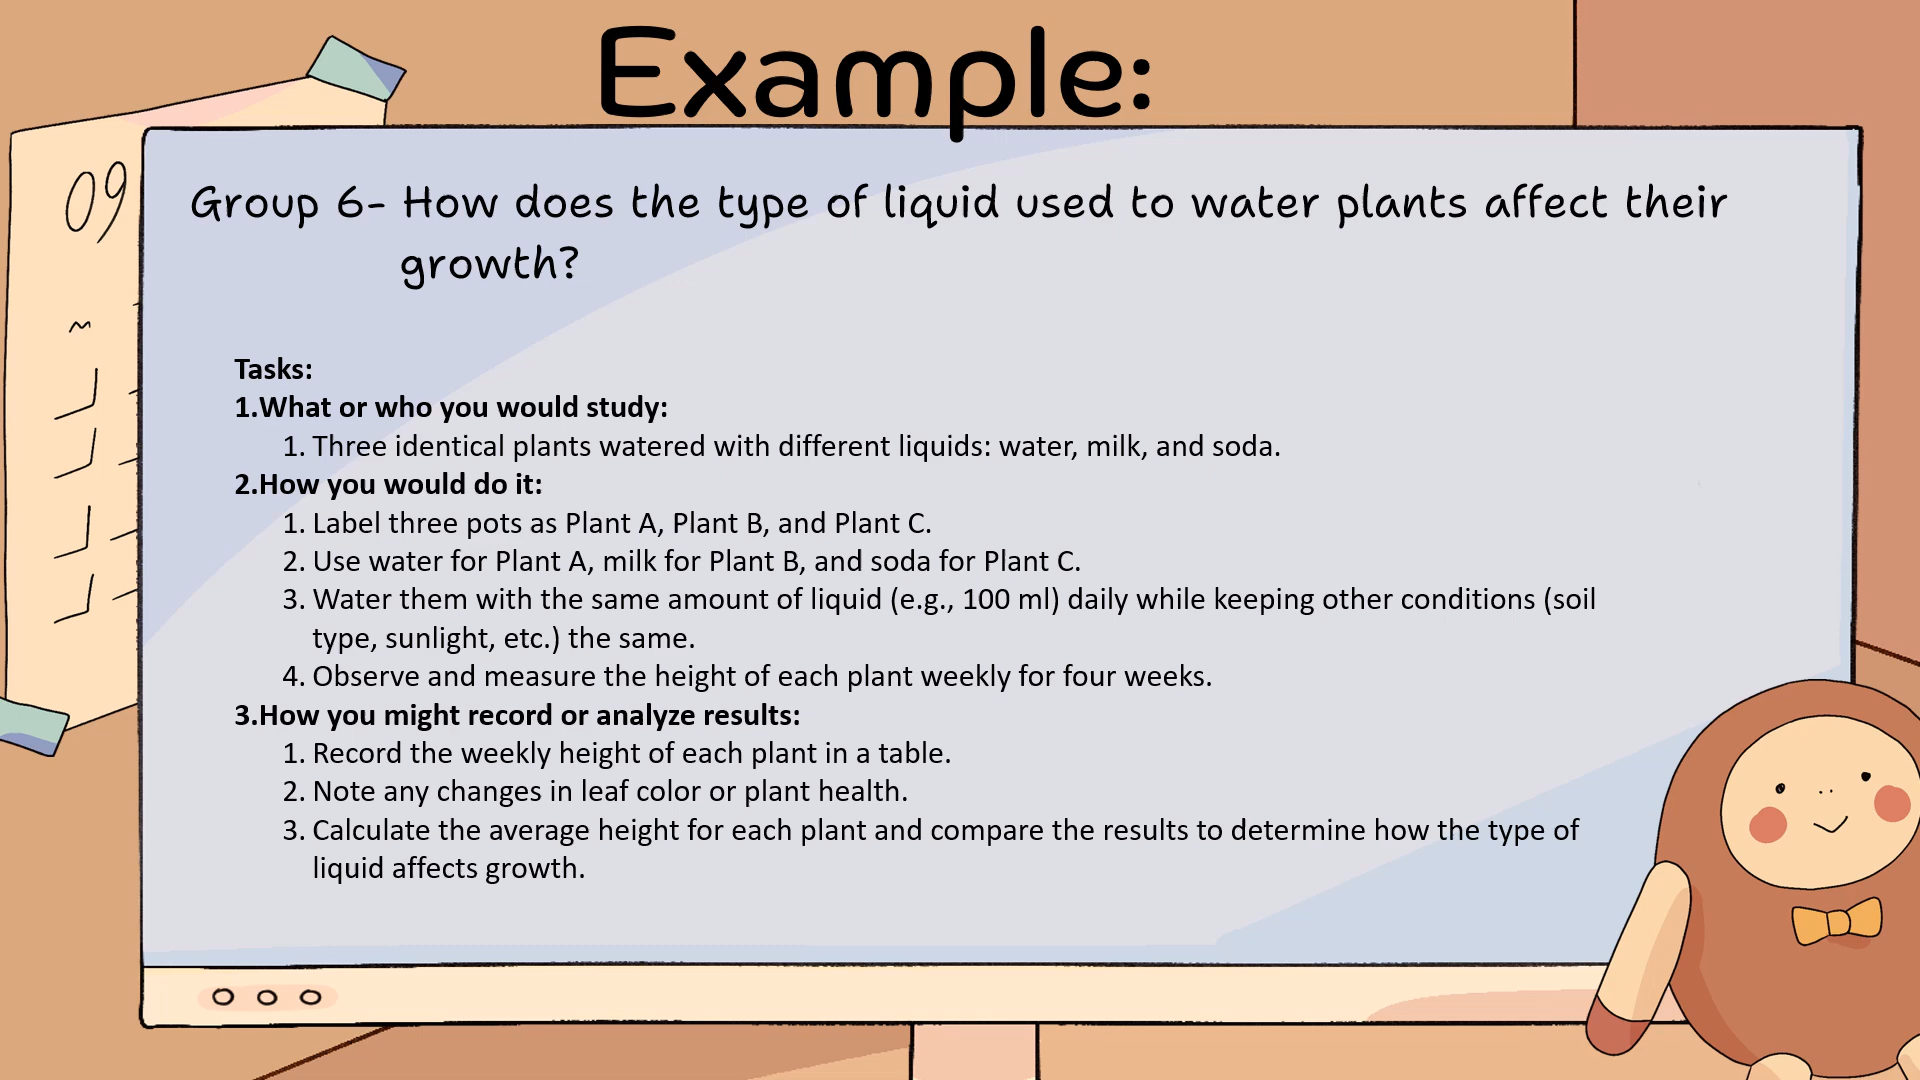 Example:
09
Group 6- How does the type of liquid used to water plants affect their
growth?
Tasks:
1.What or who you would study:
1. Three identical plants watered with different liquids: water, milk, and soda.
2.How you would do it:
1. Label three pots as Plant A, Plant B, and Plant C.
2. Use water for Plant A, milk for Plant B, and soda for Plant C.
3. Water them with the same amount of liquid (e.g., 100 ml) daily while keeping other conditions (soil
type, sunlight, etc.) the same.
4. Observe and measure the height of each plant weekly for four weeks.
3.How you might record or analyze results:
1. Record the weekly height of each plant in a table.
2. Note any changes in leaf color or plant health.
3. Calculate the average height for each plant and compare the results to determine how the type of
liquid affects growth.